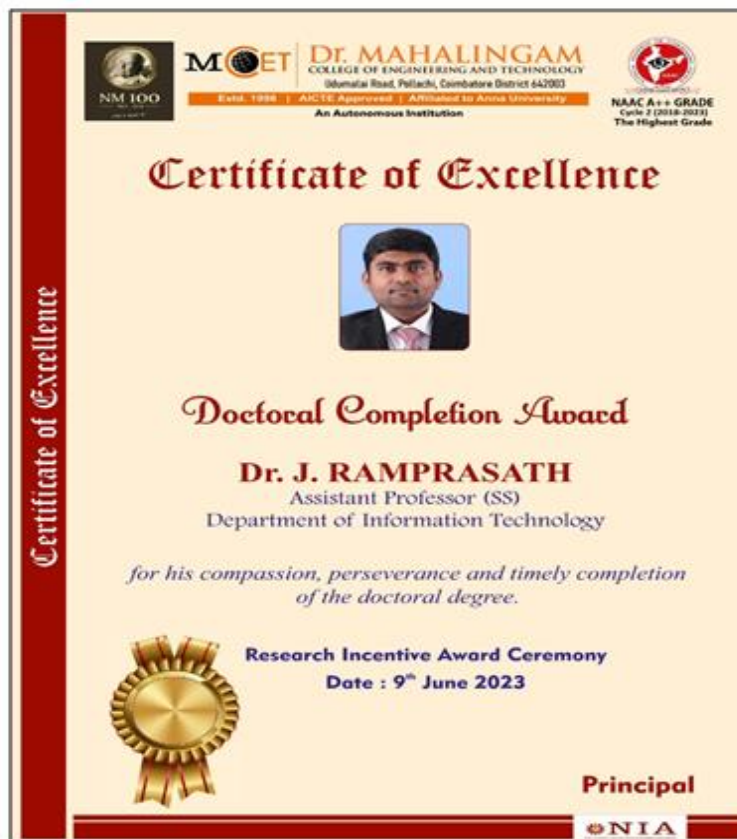 Certificate of Excellence
NM 100
MCET
Dr. MAHALINGAM
COLLEGE OF ENGINEERING AND TECHNOLOGY
Udumalai Road, Pollachi, Coimbatore District 642003
Estd. 1998 | AICTE Approved | Affiliated to Anna University
An Autonomous Institution
NAAC A++ GRADE
Cycle 2 (2018-2023)
The Highest Grade
Certificate of Excellence
Doctoral Completion Award
Dr. J. RAMPRASATH
Assistant Professor (SS)
Department of Information Technology
for his compassion, perseverance and timely completion
of the doctoral degree.
Research Incentive Award Ceremony
Date : 9th June 2023
Principal
NIA